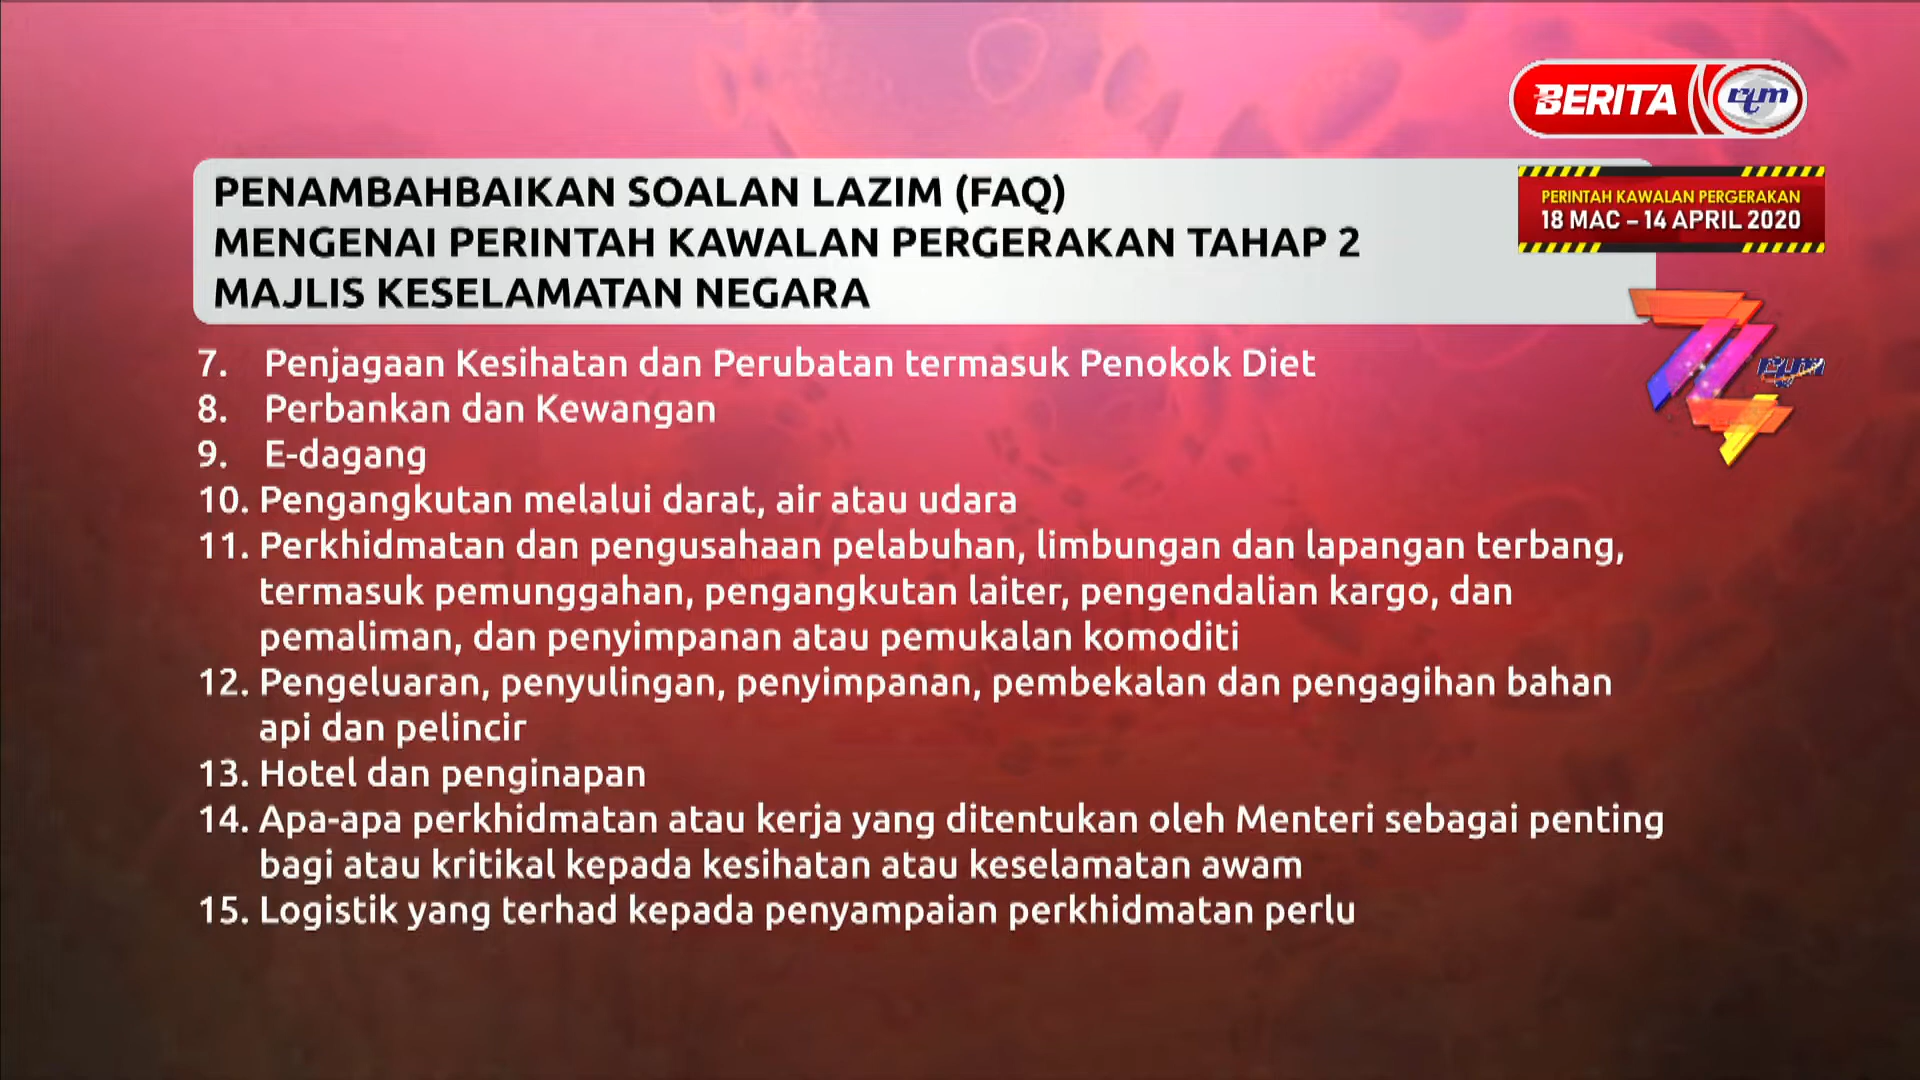 BERITA rtm
PENAMBAHBAIKAN SOALAN LAZIM (FAQ)
MENGENAI PERINTAH KAWALAN PERGERAKAN TAHAP 2
MAJLIS KESELAMATAN NEGARA
PERINTAH KAWALAN PERGERAKAN
18 MAC – 14 APRIL 2020
rtm
7. Penjagaan Kesihatan dan Perubatan termasuk Penokok Diet
8. Perbankan dan Kewangan
9. E-dagang
10. Pengangkutan melalui darat, air atau udara
11. Perkhidmatan dan pengusahaan pelabuhan, limbungan dan lapangan terbang,
termasuk pemunggahan, pengangkutan laiter, pengendalian kargo, dan
pemaliman, dan penyimpanan atau pemukalan komoditi
12. Pengeluaran, penyulingan, penyimpanan, pembekalan dan pengagihan bahan
api dan pelincir
13. Hotel dan penginapan
14. Apa-apa perkhidmatan atau kerja yang ditentukan oleh Menteri sebagai penting
bagi atau kritikal kepada kesihatan atau keselamatan awam
15. Logistik yang terhad kepada penyampaian perkhidmatan perlu